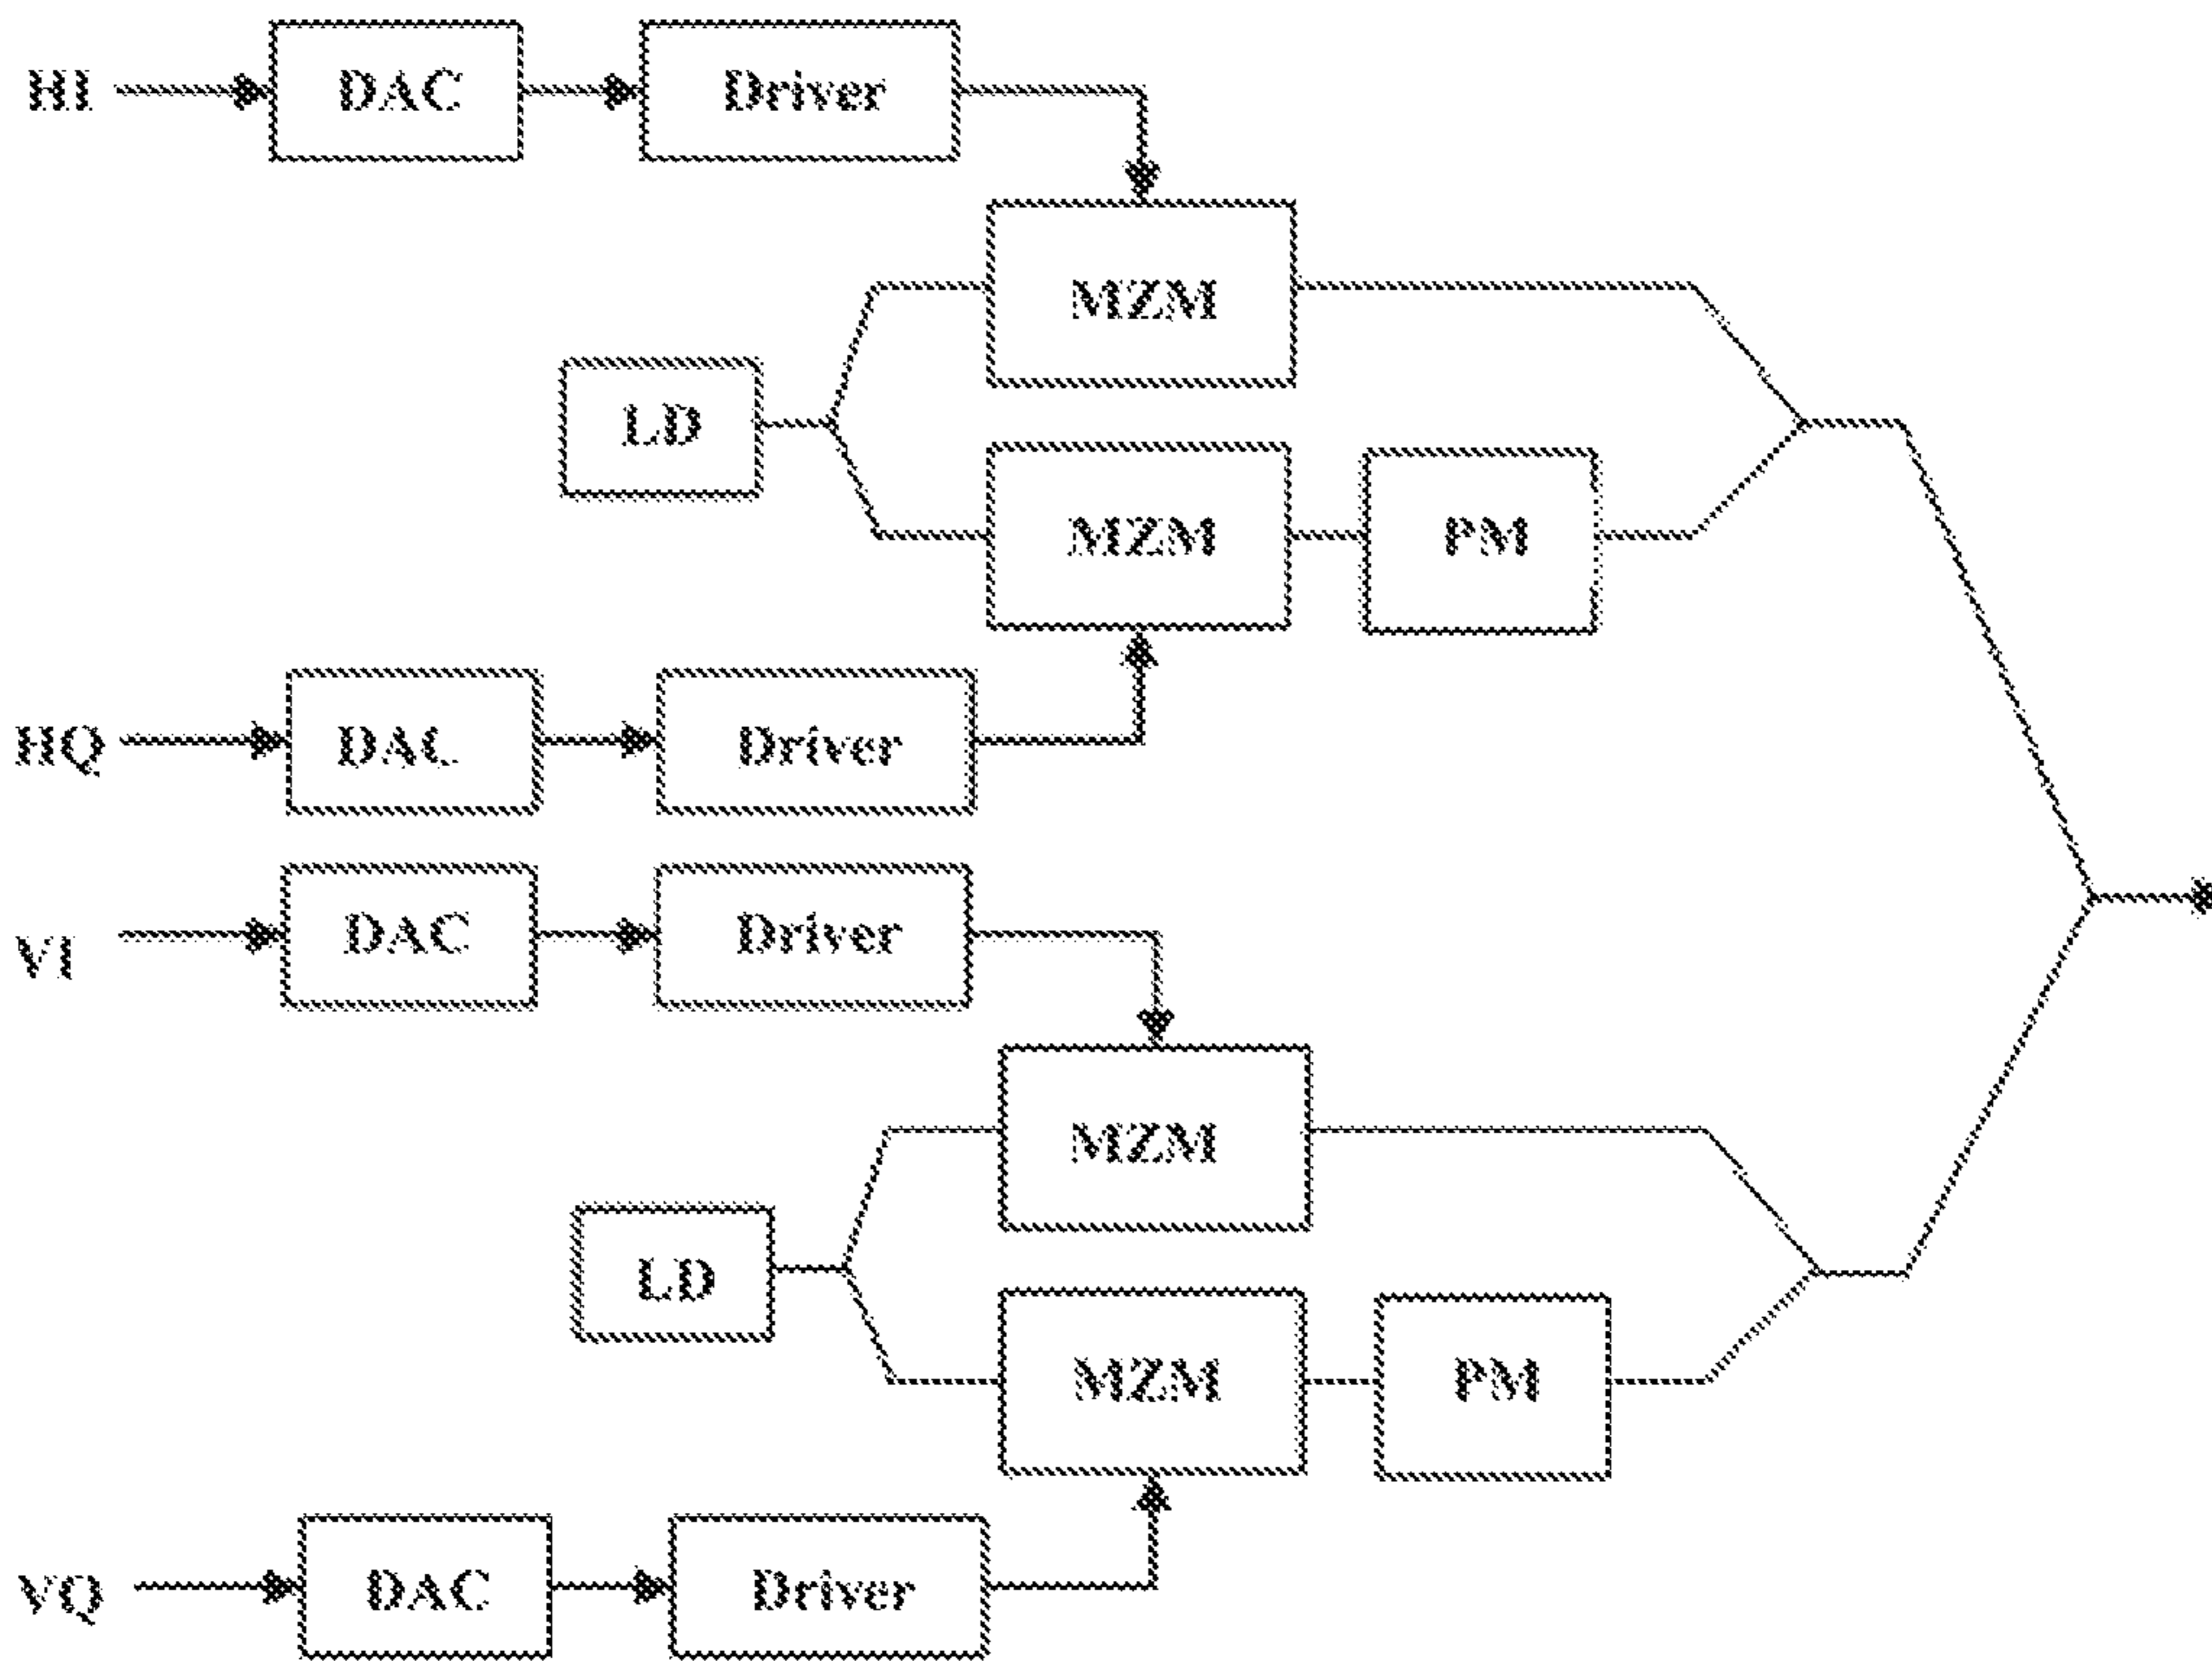 HI DAC Driver
MZM
LD
MZM PM
HQ DAC Driver
VI DAC Driver
MZM
LD
MZM PM
VQ DAC Driver